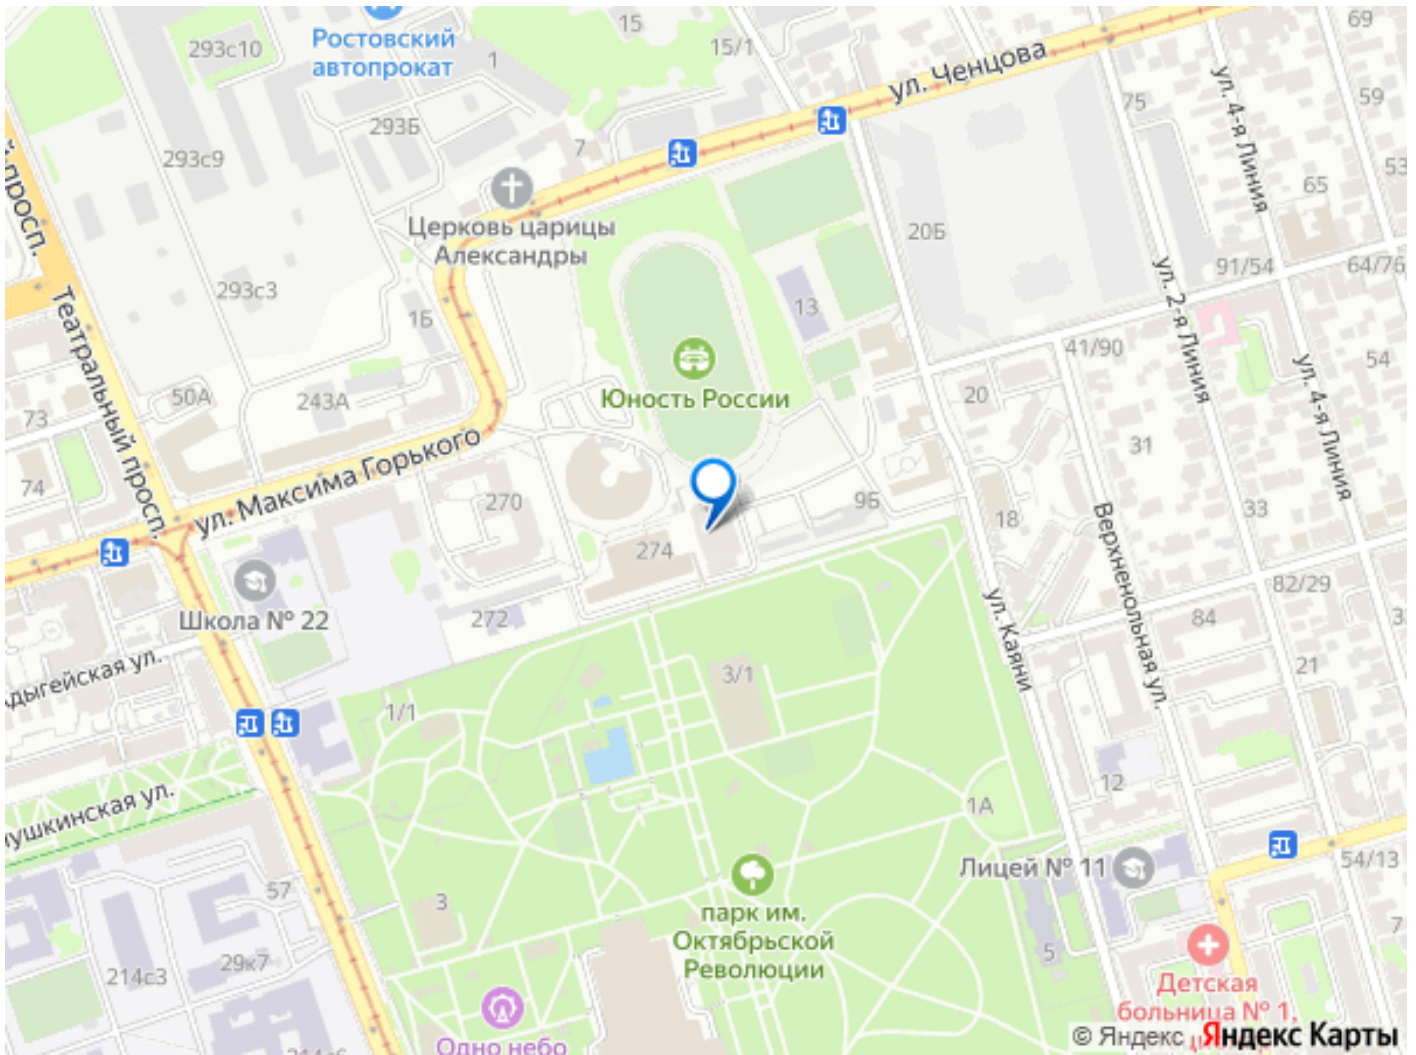 293с10
Ростовский
автопрокат
1
15
15/1
ул. Ченцова
69
ул. 4-я Линия
59
75
53
293Б
293с9
7
й просп.
Церковь царицы
Александры
20Б
65
91/54
64/76
293с3
1Б
13
ул. 2-я Линия
Театральный просп.
41/90
54
ул. 4-я Линия
50А
243А
Юность России
20
73
31
74
ул. Максима Горького
270
9Б
18
33
Верхненольная ул.
274
82/29
Школа № 22
272
ул. Каяни
84
21
3/1
дыгейская ул.
1/1
12
1А
ушкинская ул.
Лицей № 11
54/13
57
3
парк им.
Октябрьской
Революции
7
5
29к7
214с3
Детская
больница № 1,
Одно небо
© Яндекс
Яндекс Карты